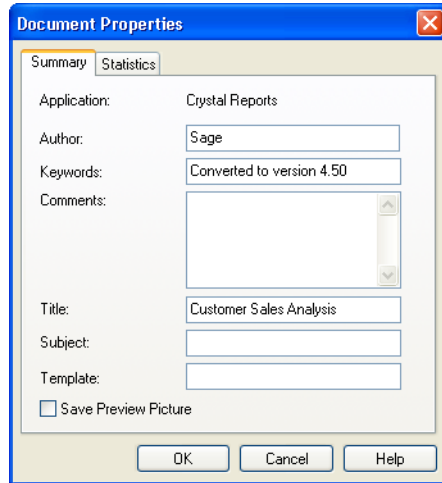 Document Properties
Summary Statistics
Application: Crystal Reports
Author: Sage
Keywords: Converted to version 4.50
Comments:
Title: Customer Sales Analysis
Subject:
Template:
Save Preview Picture
OK Cancel Help